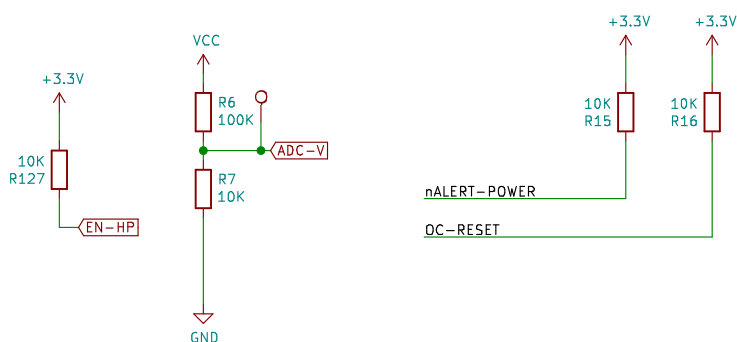 +3.3V
10K
R127
EN-HP
VCC
R6
100K
ADC-V
R7
10K
GND
+3.3V
+3.3V
10K
R15
10K
R16
nALERT-POWER
OC-RESET